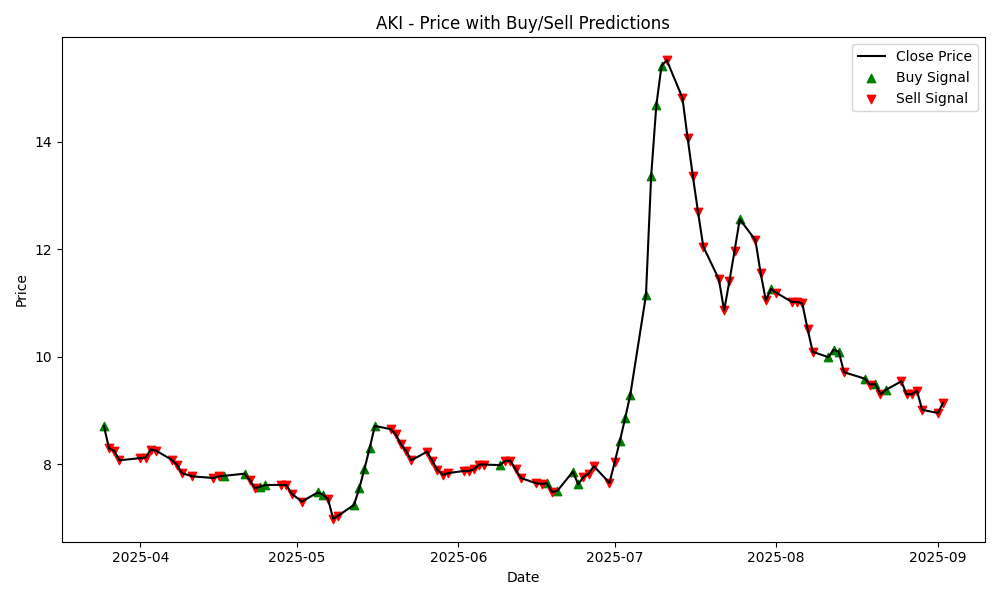 AKI - Price with Buy/Sell Predictions
Close Price
Buy Signal
Sell Signal
Price
14
12
10
8
2025-04 2025-05 2025-06 2025-07 2025-08 2025-09
Date